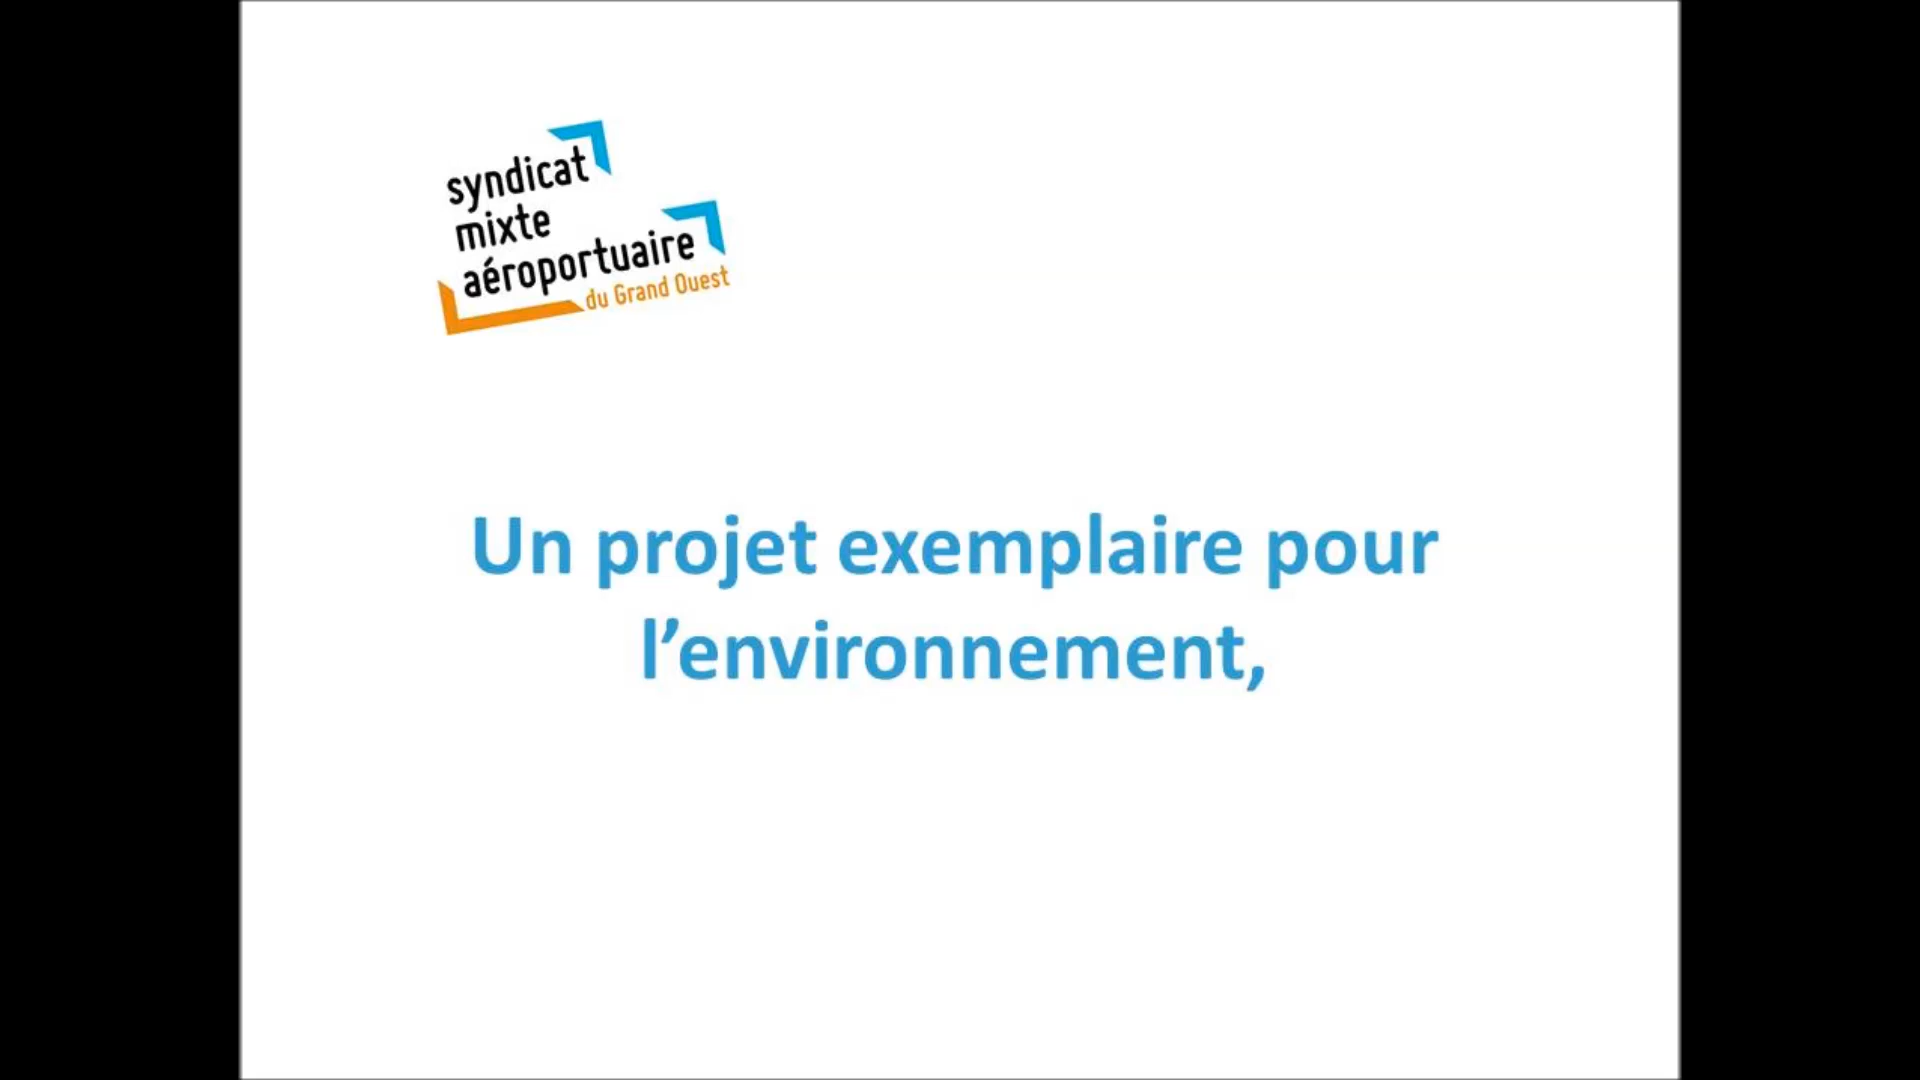 syndicat
mixte
aéroportuaire
du Grand Ouest
Un projet exemplaire pour
l’environnement,